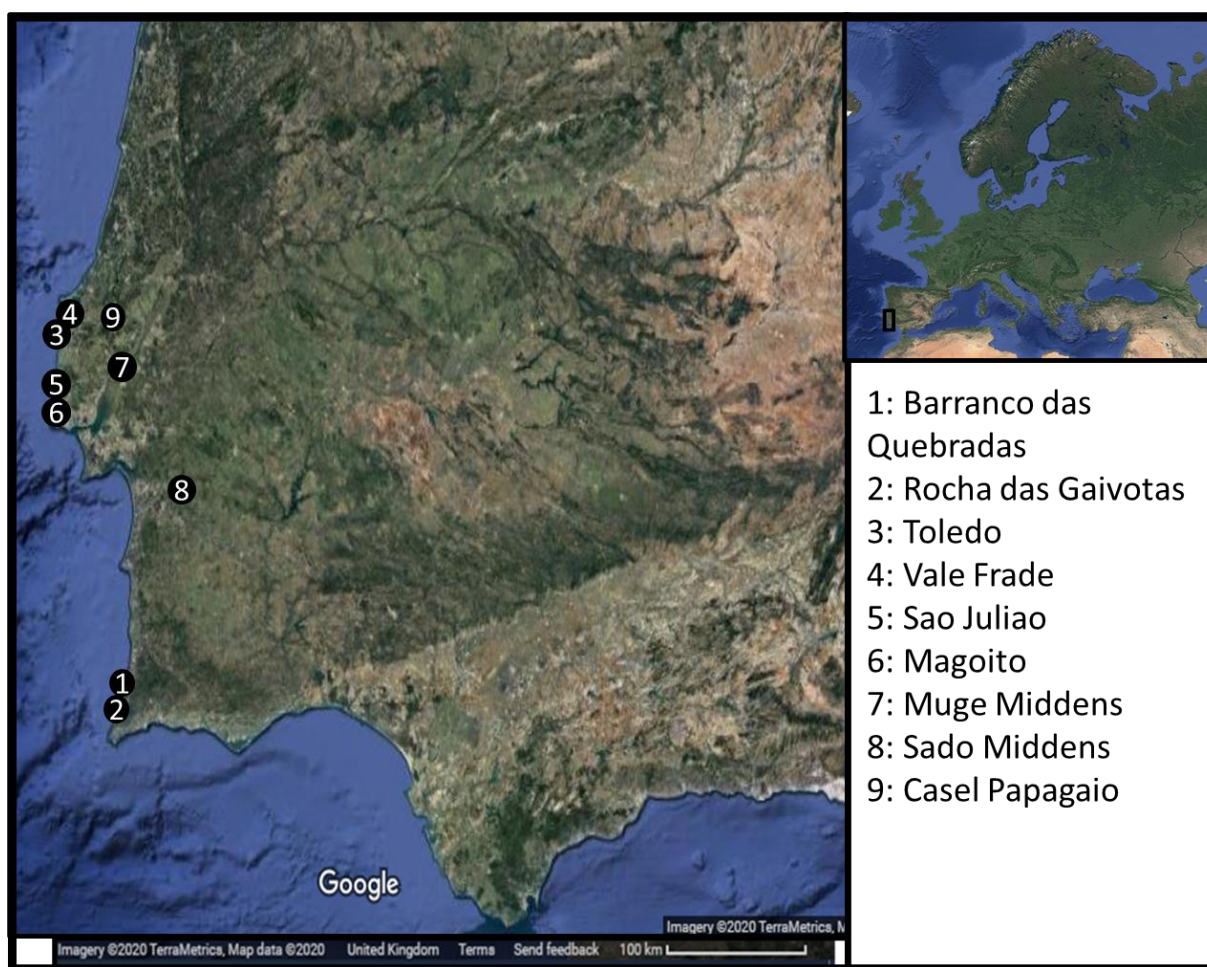 4
9
3
7
5
6
8
1
2
Google
Imagery ©2020 TerraMetrics, M
Imagery ©2020 TerraMetrics, Map data ©2020 United Kingdom Terms Send feedback 100 km
1: Barranco das
Quebradas
2: Rocha das Gaivotas
3: Toledo
4: Vale Frade
5: Sao Juliao
6: Magoito
7: Muge Middens
8: Sado Middens
9: Casel Papagaio